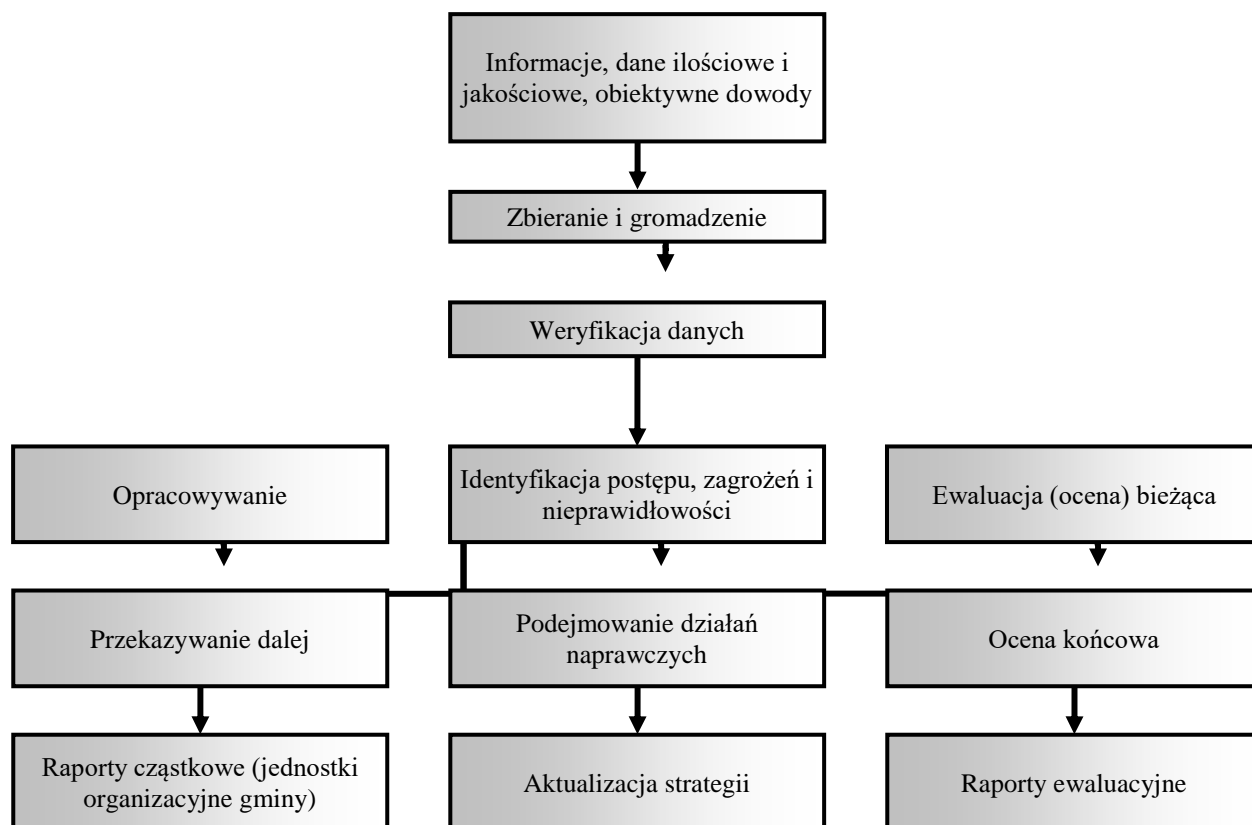 Informacje, dane ilościowe i
jakościowe, obiektywne dowody
Zbieranie i gromadzenie
Weryfikacja danych
Opracowywanie
Identyfikacja postępu, zagrożeń i
nieprawidłowości
Ewaluacja (ocena) bieżąca
Przekazywanie dalej
Podejmowanie działań
naprawczych
Ocena końcowa
Raporty cząstkowe (jednostki
organizacyjne gminy)
Aktualizacja strategii
Raporty ewaluacyjne